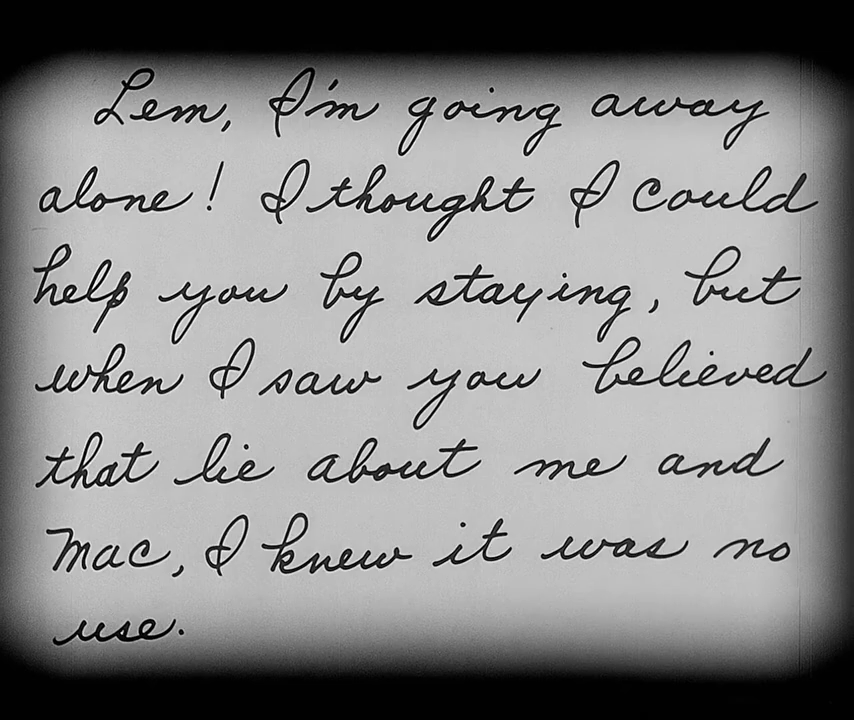 Lem, I'm going away
alone! I thought I could
help you by staying, but
when I saw you believed
that lie about me and
Mac, I knew it was no
use.